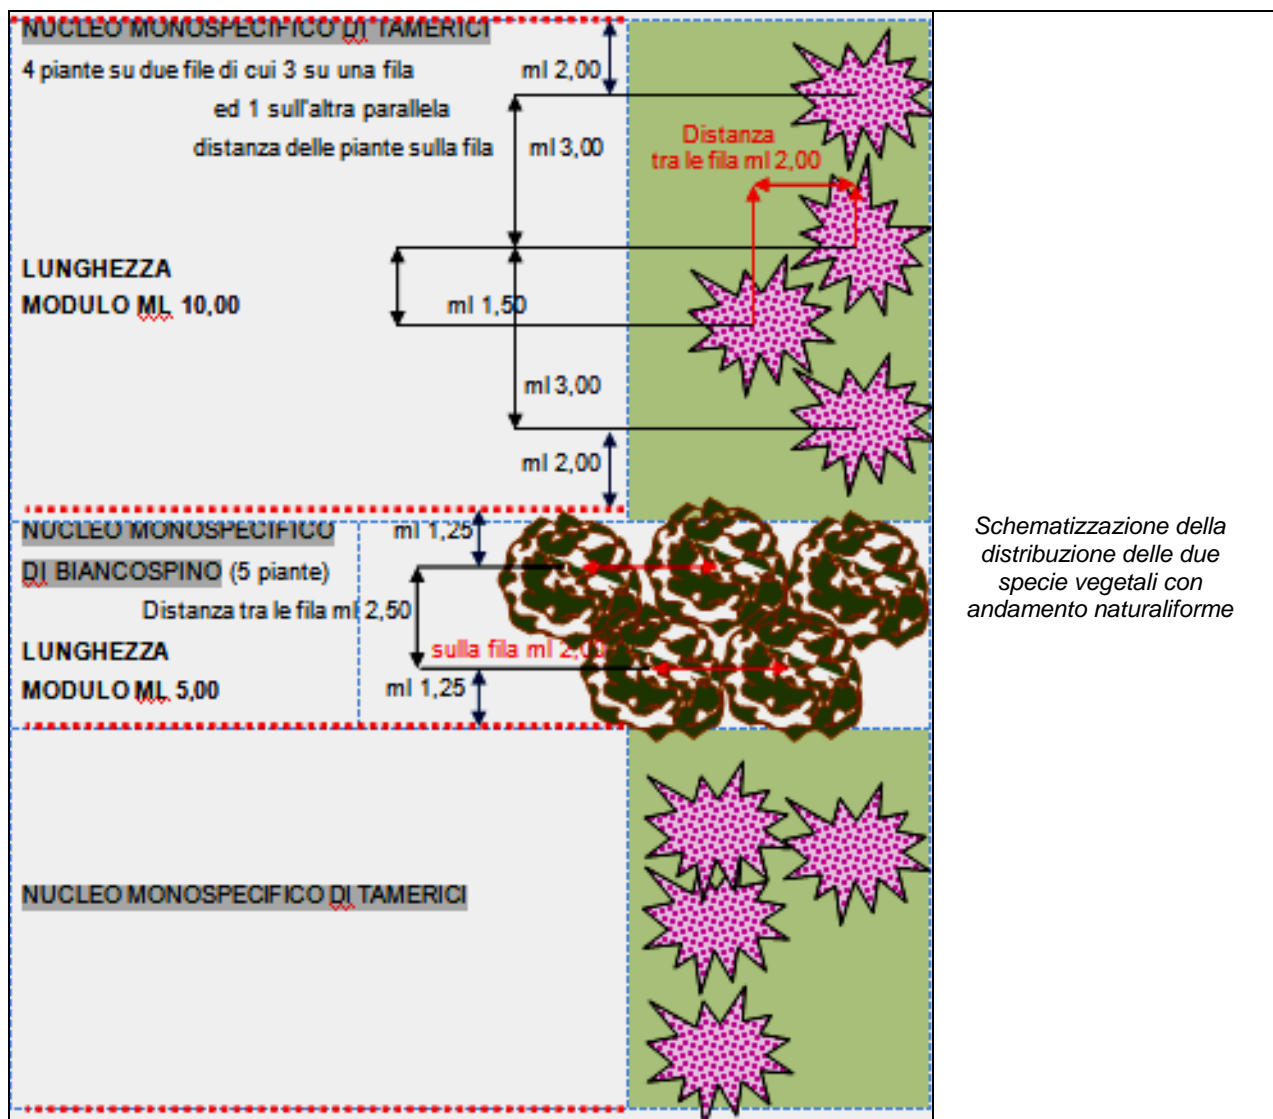 NUCLEO MONOSPECIFICO DI TAMERICI
4 piante su due file di cui 3 su una fila
ml 2,00
ed 1 sull'altra parallela
distanza delle piante sulla fila
ml 3,00
Distanza
tra le fila ml 2,00
LUNGHEZZA
MODULO ML 10,00
ml 1,50
ml 3,00
ml 2,00
NUCLEO MONOSPECIFICO
ml 1,25
DI BIANCOSPINO (5 piante)
Distanza tra le fila ml 2,50
LUNGHEZZA
sulla fila ml 2,00
MODULO ML 5,00
ml 1,25
Schematizzazione della
distribuzione delle due
specie vegetali con
andamento naturaliforme
NUCLEO MONOSPECIFICO DI TAMERICI